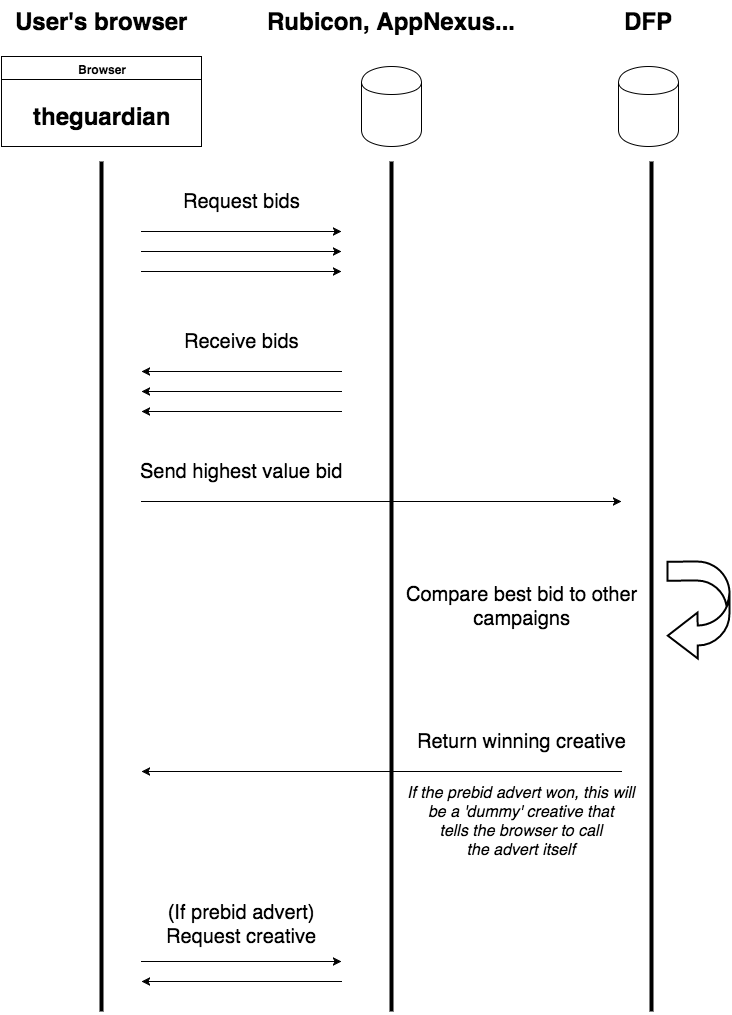 User's browser
Rubicon, AppNexus...
DFP
Browser
theguardian
Request bids
Receive bids
Send highest value bid
Compare best bid to other
campaigns
Return winning creative
If the prebid advert won, this will
be a 'dummy' creative that
tells the browser to call
the advert itself
(If prebid advert)
Request creative